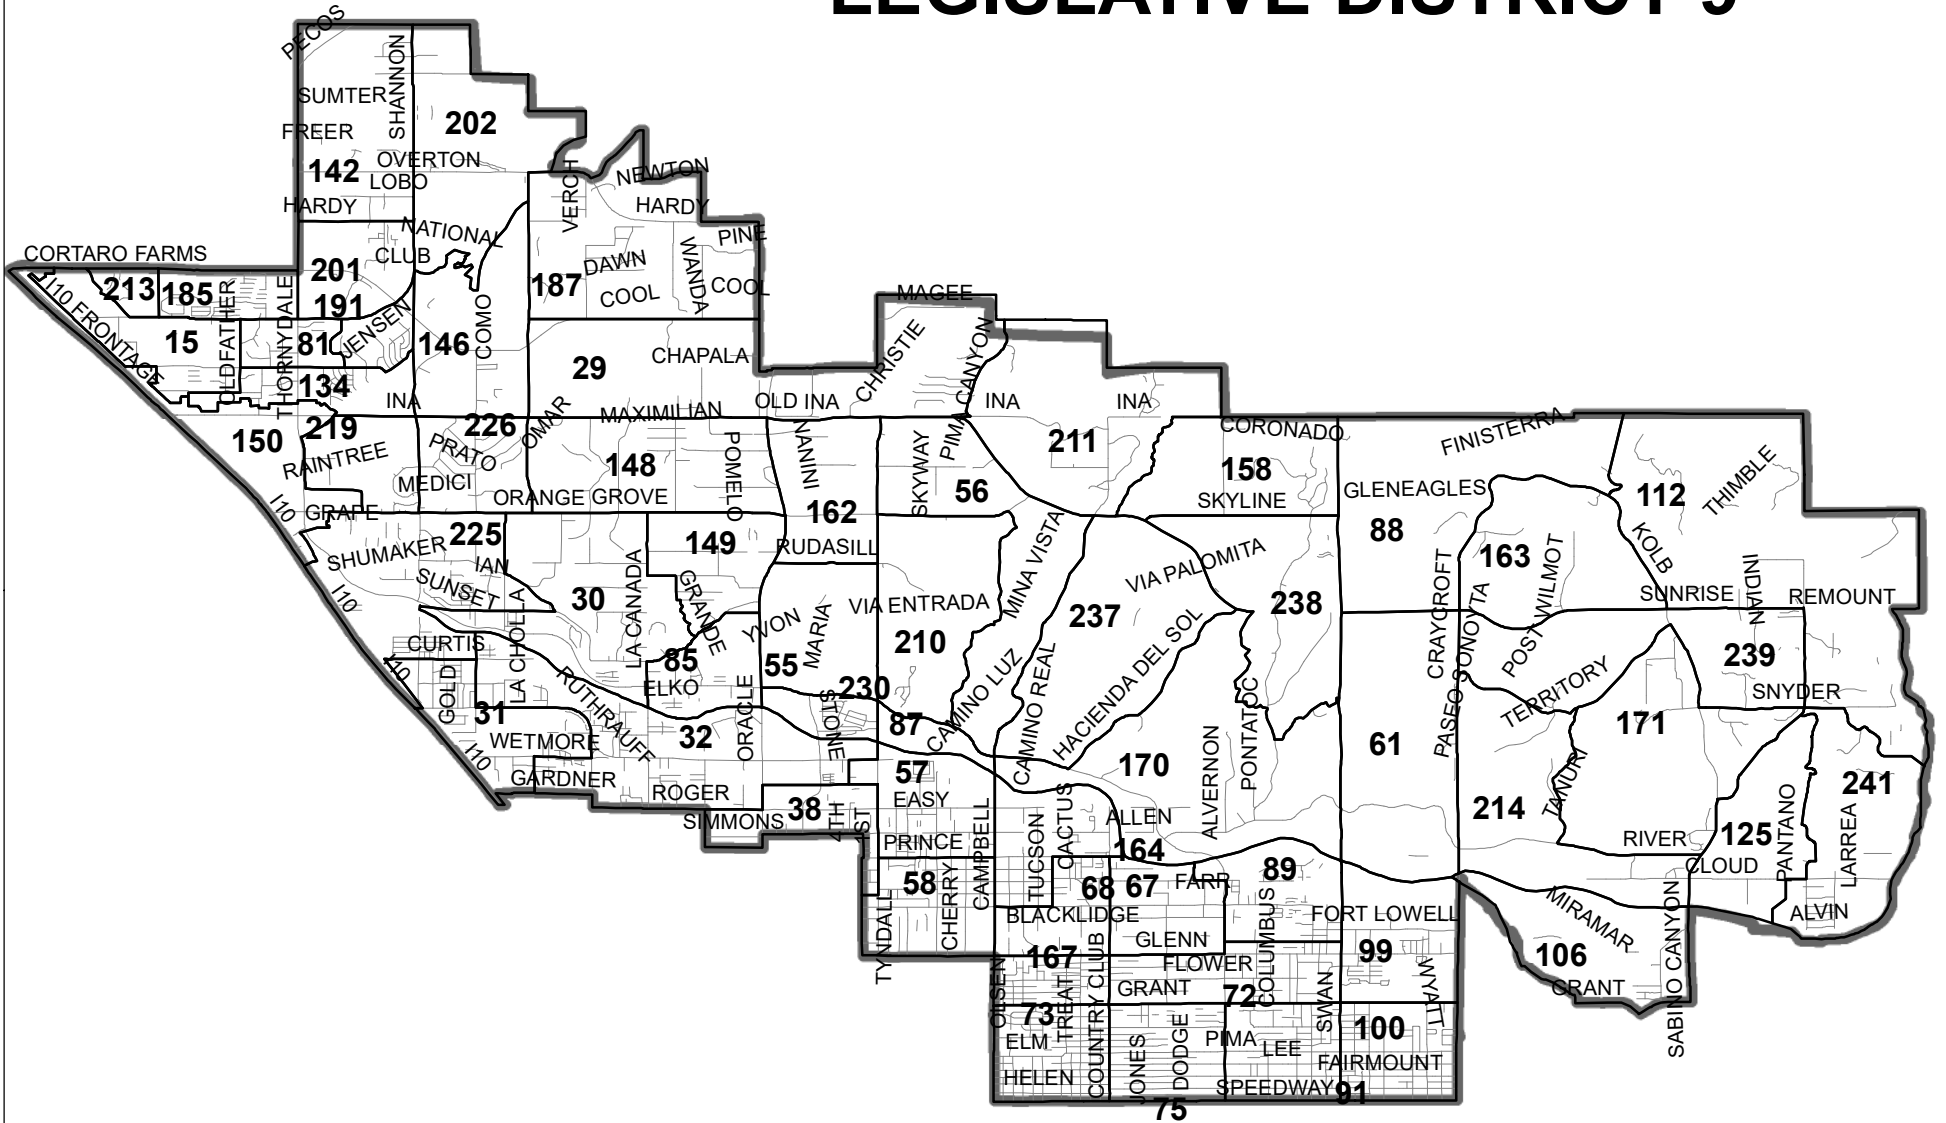 LEGISLATIVE DISTRICT 9
PECOS
SHANNON
SUMTER
202
FREER
OVERTON
142
LOBO
VERCH
NEWTON
HARDY
HARDY
NATIONAL
PINE
CORTARO FARMS
CLUB
201
DAWN
WANDA
187
COOL
COOL
I10
213
185
OLDFATHER
THORNYDALE
191
MAGEE
FRONTAGE
15
81
JENSEN
146
COMO
29
CHAPALA
CHRISTIE
PIMA CANYON
134
INA
OLD INA
INA
INA
MAXIMILIAN
OMAR
226
219
150
RAINTREE
PRATO
MEDICI
148
POMELO
NANINI
SKYWAY
56
211
CORONADO
158
SKYLINE
FINISTERRA
GLENEAGLES
112
THIMBLE
ORANGE GROVE
I10
GRAPE
162
88
225
SHUMAKER
IAN
149
RUDASILL
MINA VISTA
VIA PALOMITA
163
KOLB
INDIAN
SUNSET
I10
30
LA CANADA
GRANDE
YVON
MARIA
VIA ENTRADA
210
237
238
CRAYCROFT
PASEO SONOYTA
POST
WILMOT
SUNRISE
REMOUNT
LA CHOLLA
CURTIS
85
55
HACIENDA DEL SOL
239
I10
GOLD
RUTHRAUFF
ELKO
ORACLE
230
STONE
CAMINO LUZ
CAMINO REAL
PONTATOC
TERRITORY
SNYDER
31
87
171
WETMORE
32
61
I10
GARDNER
57
170
ALVERNON
TANURI
241
ROGER
EASY
SIMMONS
38
4TH
1ST
CAMPBELL
TUCSON
CACTUS
ALLEN
214
PRINCE
164
RIVER
125
PANTANO
LARREA
CLOUD
58
CHERRY
68
67
FARR
89
TYNDALL
BLACKLIDGE
COLUMBUS
FORT LOWELL
MIRAMAR
ALVIN
GLENN
167
FLOWER
99
106
SABINO CANYON
OLSEN
GRANT
72
SWAN
WYATT
GRANT
73
TREAT
COUNTRY CLUB
100
ELM
JONES
DODGE
PIMA
LEE
FAIRMOUNT
HELEN
SPEEDWAY
91
75